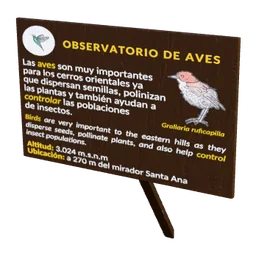 OBSERVATORIO DE AVES
Las aves son muy importantes
para los cerros orientales ya
que dispersan semillas, polinizan
las plantas y también ayudan a
controlar las poblaciones
de insectos.
Grallaria ruficapilla
Birds are very important to the eastern hills as they
disperse seeds, pollinate plants, and also help control
insect populations.
Altitud: 3.024 m.s.n.m
Ubicación: a 270 m del mirador Santa Ana